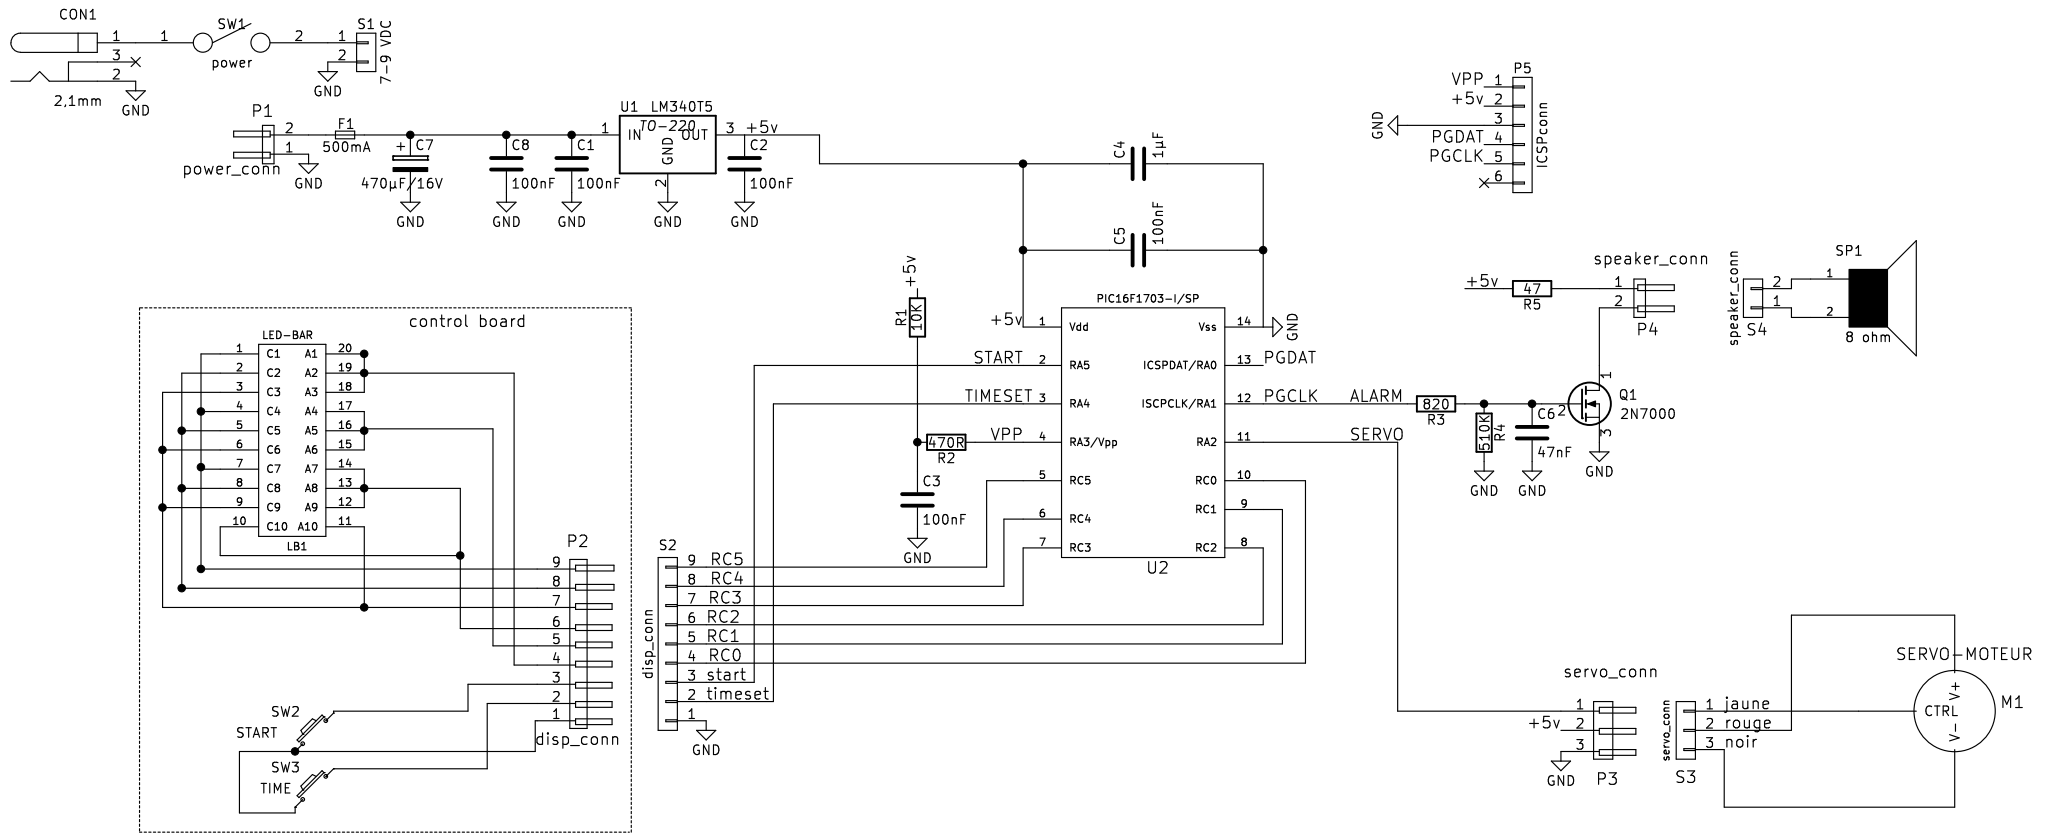 CON1
1
3
2
2,1mm
GND
1
SW1
power
2
S1
1
2
7-9 VDC
GND
P1
2
1
power_conn
GND
F1
500mA
+
C7
470µF/16V
GND
C8
100nF
GND
C1
100nF
GND
U1 LM340T5
TO-220
IN
OUT
GND
1
2
3
GND
+5v
C2
100nF
GND
C4
1µF
C5
100nF
P5
VPP 1
+5v 2
GND 3
PGDAT 4
PGCLK 5
6
ICSPconn
control board
LED-BAR
1 C1 A1 20
2 C2 A2 19
3 C3 A3 18
4 C4 A4 17
5 C5 A5 16
6 C6 A6 15
7 C7 A7 14
8 C8 A8 13
9 C9 A9 12
10 C10 A10 11
LB1
P2
9
8
7
6
5
4
3
2
1
disp_conn
SW2
START
SW3
TIME
S2
disp_conn
9 RC5
8 RC4
7 RC3
6 RC2
5 RC1
4 RC0
3 start
2 timeset
1
GND
+5v
R1
10K
VPP
470R
R2
C3
100nF
GND
PIC16F1703-I/SP
+5v 1 Vdd
START 2 RA5
TIMESET 3 RA4
4 RA3/Vpp
5 RC5
6 RC4
7 RC3
Vss 14 GND
ICSPDAT/RA0 13 PGDAT
ISCPCLK/RA1 12 PGCLK
RA2 11
RC0 10
RC1 9
RC2 8
U2
ALARM
SERVO
820
R3
510K
R4
GND
C6
47nF
GND
2
1
3
Q1
2N7000
GND
+5v
47
R5
speaker_conn
1
2
P4
speaker_conn
2
1
S4
SP1
1
2
8 ohm
servo_conn
1
+5v 2
3
GND
P3
servo_conn
1 jaune
2 rouge
3 noir
S3
SERVO-MOTEUR
V+
CTRL
V-
M1